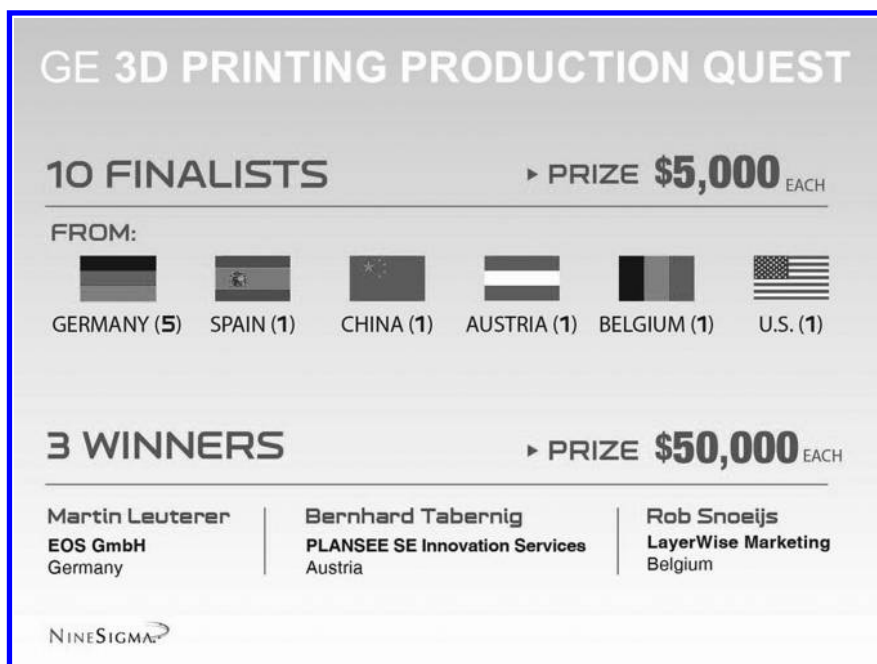 GE 3D PRINTING PRODUCTION QUEST
10 FINALISTS ▸ PRIZE $5,000 EACH
FROM:
GERMANY (5) SPAIN (1) CHINA (1) AUSTRIA (1) BELGIUM (1) U.S. (1)
3 WINNERS ▸ PRIZE $50,000 EACH
Martin Leuterer Bernhard Tabernig Rob Snoeijs
EOS GmbH PLANSEE SE Innovation Services LayerWise Marketing
Germany Austria Belgium
NINESIGMA